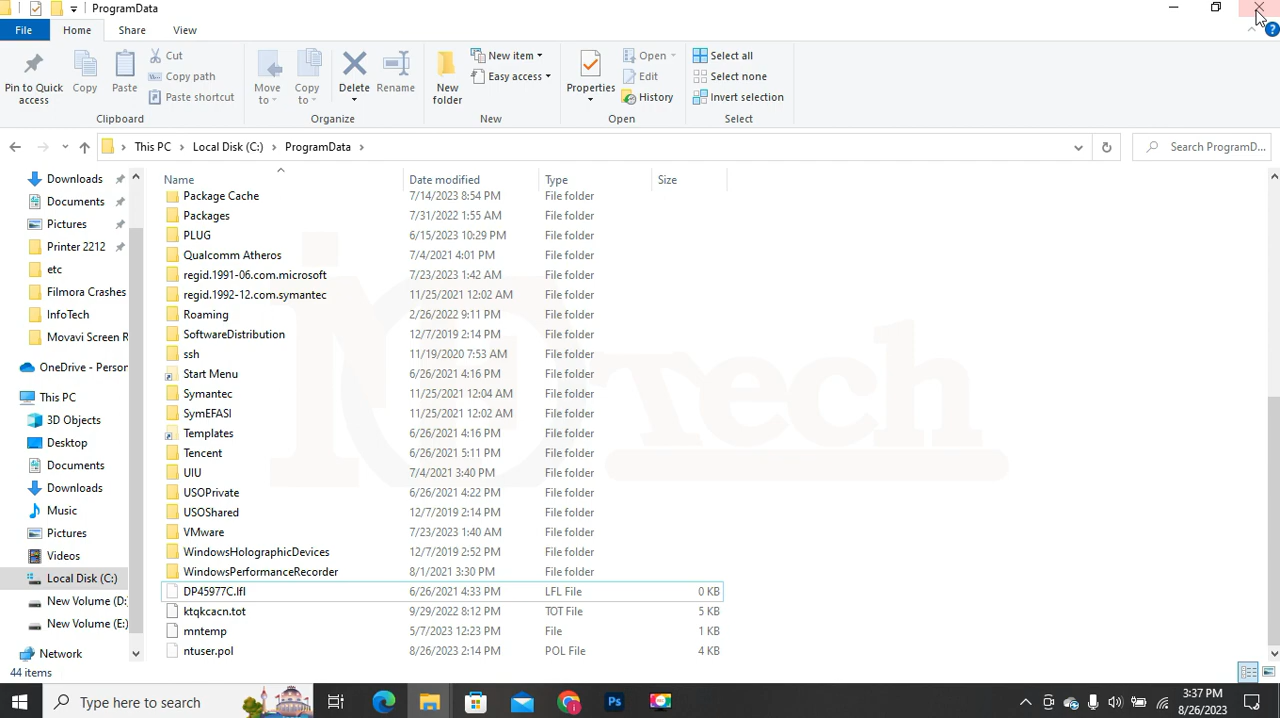 ProgramData
File Home Share View
Pin to Quick access
Copy
Paste
Cut
Copy path
Paste shortcut
Clipboard
Move to
Copy to
Delete
Rename
Organize
New folder
New item
Easy access
New
Properties
Open
Edit
History
Open
Select all
Select none
Invert selection
Select
This PC > Local Disk (C:) > ProgramData >
Search ProgramD...
Downloads
Documents
Pictures
Printer 2212
etc
Filmora Crashes
InfoTech
Movavi Screen R
OneDrive - Person
This PC
3D Objects
Desktop
Documents
Downloads
Music
Pictures
Videos
Local Disk (C:)
New Volume (D:
New Volume (E:)
Network
Name Date modified Type Size
Package Cache 7/14/2023 8:54 PM File folder
Packages 7/31/2022 1:55 AM File folder
PLUG 6/15/2023 10:29 PM File folder
Qualcomm Atheros 7/4/2021 4:01 PM File folder
regid.1991-06.com.microsoft 7/23/2023 1:42 AM File folder
regid.1992-12.com.symantec 11/25/2021 12:02 AM File folder
Roaming 2/26/2022 9:11 PM File folder
SoftwareDistribution 12/7/2019 2:14 PM File folder
ssh 11/19/2020 7:53 AM File folder
Start Menu 6/26/2021 4:16 PM File folder
Symantec 11/25/2021 12:04 AM File folder
SymEFASI 11/25/2021 12:02 AM File folder
Templates 6/26/2021 4:16 PM File folder
Tencent 6/26/2021 5:11 PM File folder
UIU 7/4/2021 3:40 PM File folder
USOPrivate 6/26/2021 4:22 PM File folder
USOShared 12/7/2019 2:14 PM File folder
VMware 7/23/2023 1:40 AM File folder
WindowsHolographicDevices 12/7/2019 2:52 PM File folder
WindowsPerformanceRecorder 8/1/2021 3:30 PM File folder
DP45977C.lfl 6/26/2021 4:33 PM LFL File 0 KB
ktqkcacn.tot 9/29/2022 8:12 PM TOT File 5 KB
mntemp 5/7/2023 12:23 PM File 1 KB
ntuser.pol 8/26/2023 2:14 PM POL File 4 KB
44 items
Type here to search
Ps
3:37 PM
8/26/2023